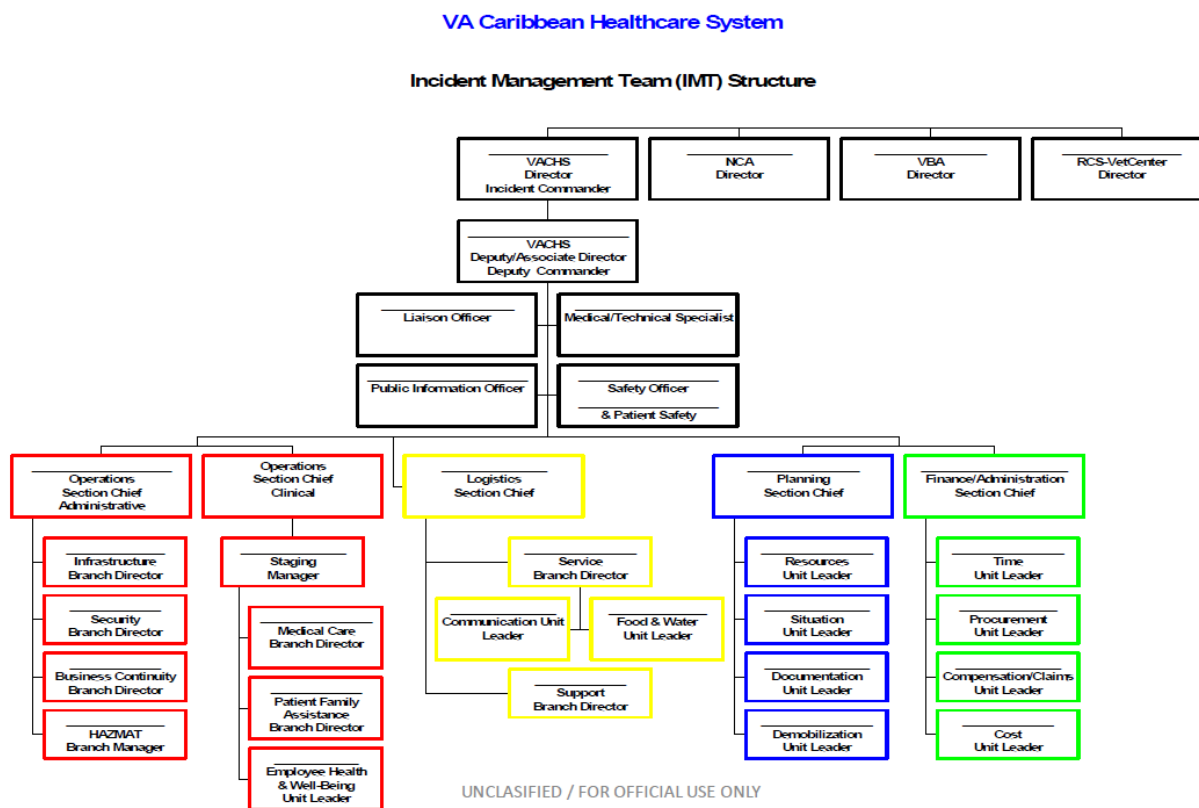 VA Caribbean Healthcare System
Incident Management Team (IMT) Structure
VACHS
Director
Incident Commander
NCA
Director
VBA
Director
RCS-VetCenter
Director
VACHS
Deputy/Associate Director
Deputy Commander
Liaison Officer
Medical/Technical Specialist
Public Information Officer
Safety Officer
& Patient Safety
Operations
Section Chief
Administrative
Operations
Section Chief
Clinical
Logistics
Section Chief
Planning
Section Chief
Finance/Administration
Section Chief
Infrastructure
Branch Director
Security
Branch Director
Business Continuity
Branch Director
HAZMAT
Branch Manager
Staging
Manager
Medical Care
Branch Director
Patient Family
Assistance
Branch Director
Employee Health
& Well-Being
Unit Leader
Service
Branch Director
Communication Unit
Leader
Food & Water
Unit Leader
Support
Branch Director
Resources
Unit Leader
Situation
Unit Leader
Documentation
Unit Leader
Demobilization
Unit Leader
Time
Unit Leader
Procurement
Unit Leader
Compensation/Claims
Unit Leader
Cost
Unit Leader
UNCLASIFIED / FOR OFFICIAL USE ONLY